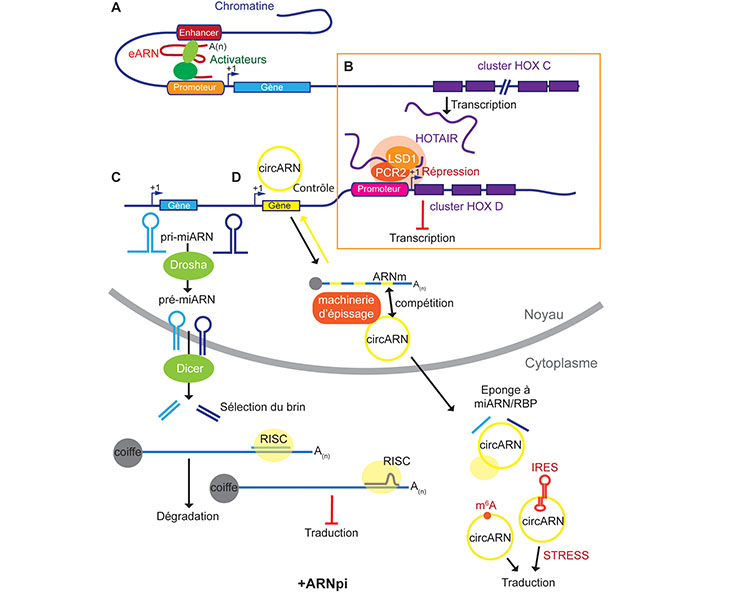 A
Chromatine
Enhancer
eARN
A(n)
Activateurs
+1
Promoteur
Gène
B
cluster HOX C
Transcription
HOTAIR
LSD1
PCR2
+1
Répression
Promoteur
cluster HOX D
Transcription
C
+1
Gène
pri-miARN
Drosha
pré-miARN
Dicer
Sélection du brin
coiffe
RISC
A(n)
Dégradation
coiffe
RISC
A(n)
Traduction
D
circARN
Contrôle
+1
Gène
ARNm
A(n)
machinerie
d'épissage
compétition
circARN
Noyau
Cytoplasme
Eponge à
miARN/RBP
circARN
IRES
m⁶A
circARN
circARN
STRESS
Traduction
+ARNpi